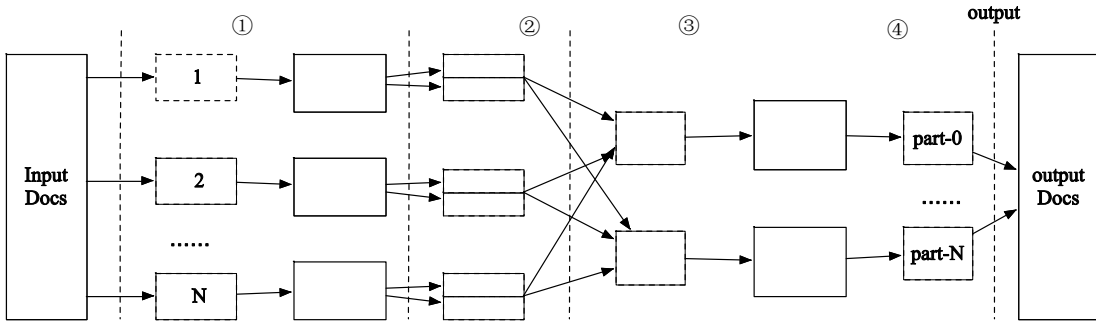 ① ② ③ ④ output
Input
Docs
1
2
......
N
part-0
......
part-N
output
Docs